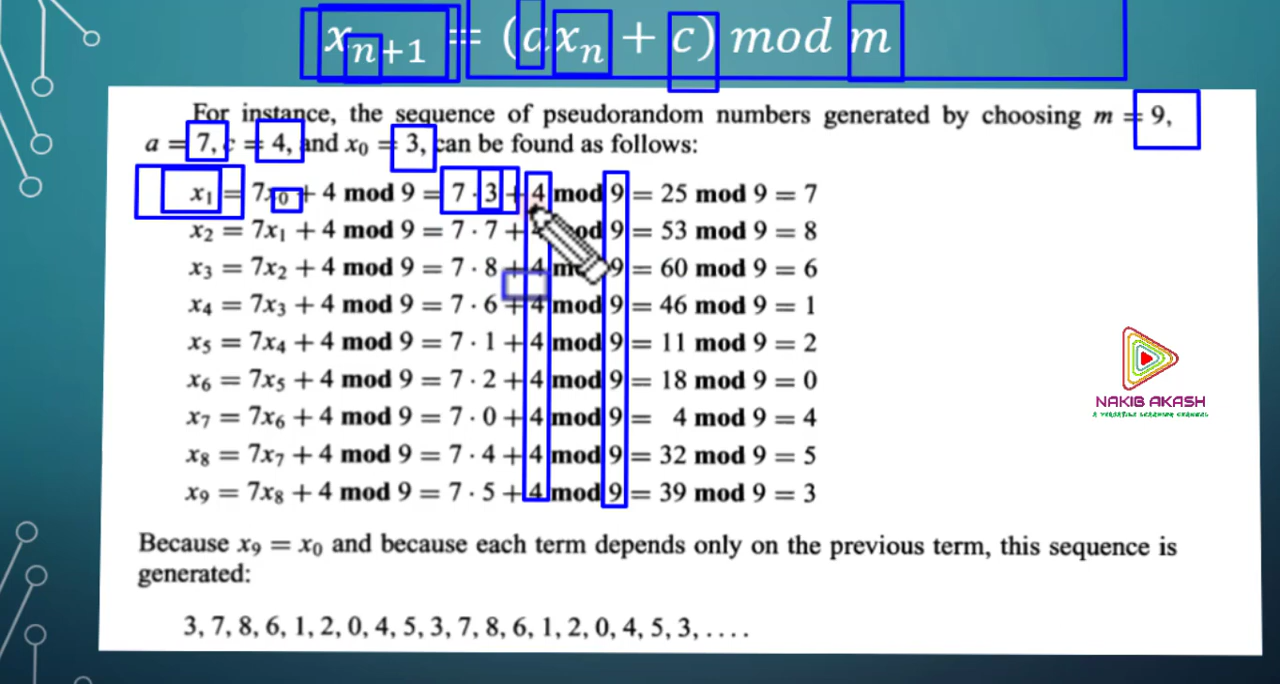 xₙ₊₁ = (axₙ + c) mod m
For instance, the sequence of pseudorandom numbers generated by choosing m = 9,
a = 7, c = 4, and x₀ = 3, can be found as follows:
x₁ = 7x₀ + 4 mod 9 = 7 · 3 + 4 mod 9 = 25 mod 9 = 7
x₂ = 7x₁ + 4 mod 9 = 7 · 7 + 4 mod 9 = 53 mod 9 = 8
x₃ = 7x₂ + 4 mod 9 = 7 · 8 + 4 mod 9 = 60 mod 9 = 6
x₄ = 7x₃ + 4 mod 9 = 7 · 6 + 4 mod 9 = 46 mod 9 = 1
x₅ = 7x₄ + 4 mod 9 = 7 · 1 + 4 mod 9 = 11 mod 9 = 2
x₆ = 7x₅ + 4 mod 9 = 7 · 2 + 4 mod 9 = 18 mod 9 = 0
x₇ = 7x₆ + 4 mod 9 = 7 · 0 + 4 mod 9 = 4 mod 9 = 4
x₈ = 7x₇ + 4 mod 9 = 7 · 4 + 4 mod 9 = 32 mod 9 = 5
x₉ = 7x₈ + 4 mod 9 = 7 · 5 + 4 mod 9 = 39 mod 9 = 3
NAKIB AKASH
A VERSATILE LEARNING CHANNEL
Because x₉ = x₀ and because each term depends only on the previous term, this sequence is
generated:
3, 7, 8, 6, 1, 2, 0, 4, 5, 3, 7, 8, 6, 1, 2, 0, 4, 5, 3, . . . .